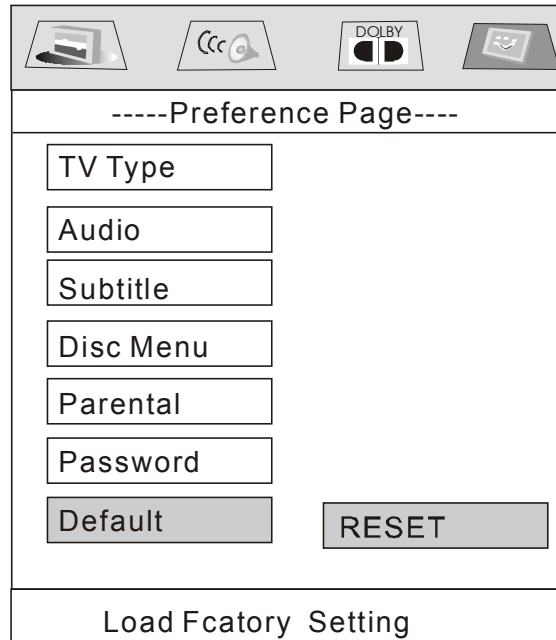 DOLBY
-----Preference Page----
TV Type
Audio
Subtitle
Disc Menu
Parental
Password
Default
RESET
Load Fcatory Setting